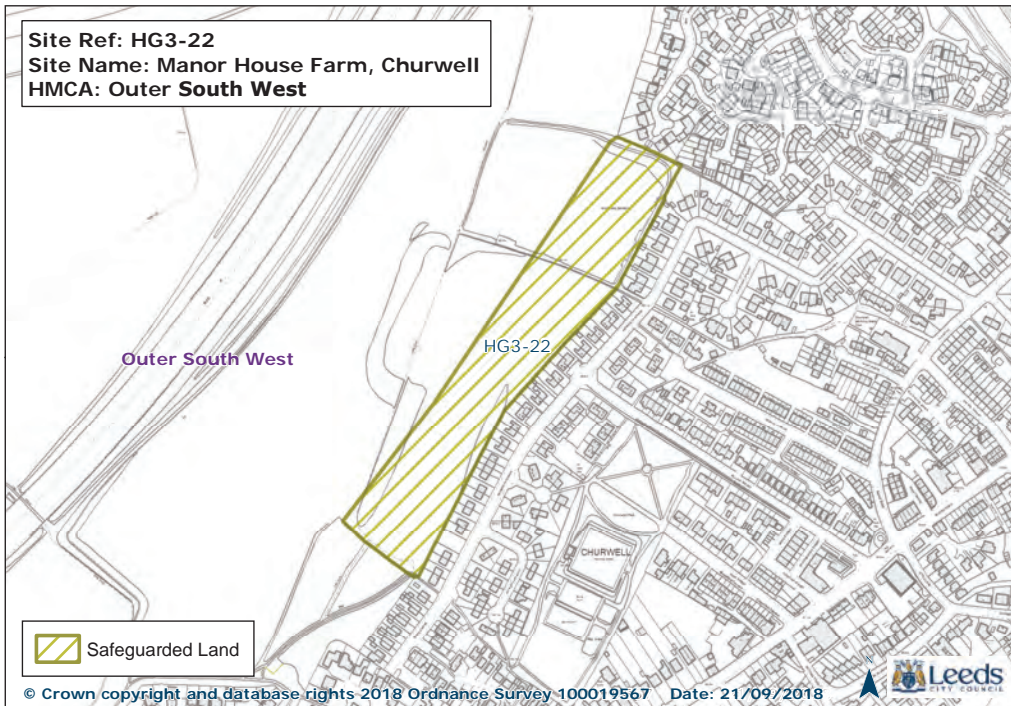 Site Ref: HG3-22
Site Name: Manor House Farm, Churwell
HMCA: Outer South West
Outer South West
HG3-22
CHURWELL
Safeguarded Land
© Crown copyright and database rights 2018 Ordnance Survey 100019567 Date: 21/09/2018
N
Leeds
CITY COUNCIL